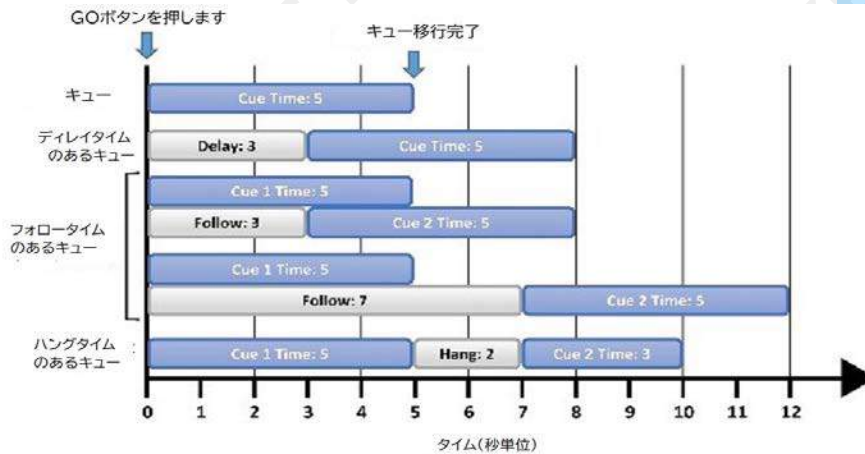 GOボタンを押します
キュー移行完了
キュー
Cue Time: 5
ディレイタイム
のあるキュー
Delay: 3
Cue Time: 5
フォロータイム
のあるキュー
Cue 1 Time: 5
Follow: 3
Cue 2 Time: 5
Cue 1 Time: 5
Follow: 7
Cue 2 Time: 5
ハングタイム
のあるキュー
Cue 1 Time: 5
Hang: 2
Cue 2 Time: 3
0 1 2 3 4 5 6 7 8 9 10 11 12
タイム(秒単位)